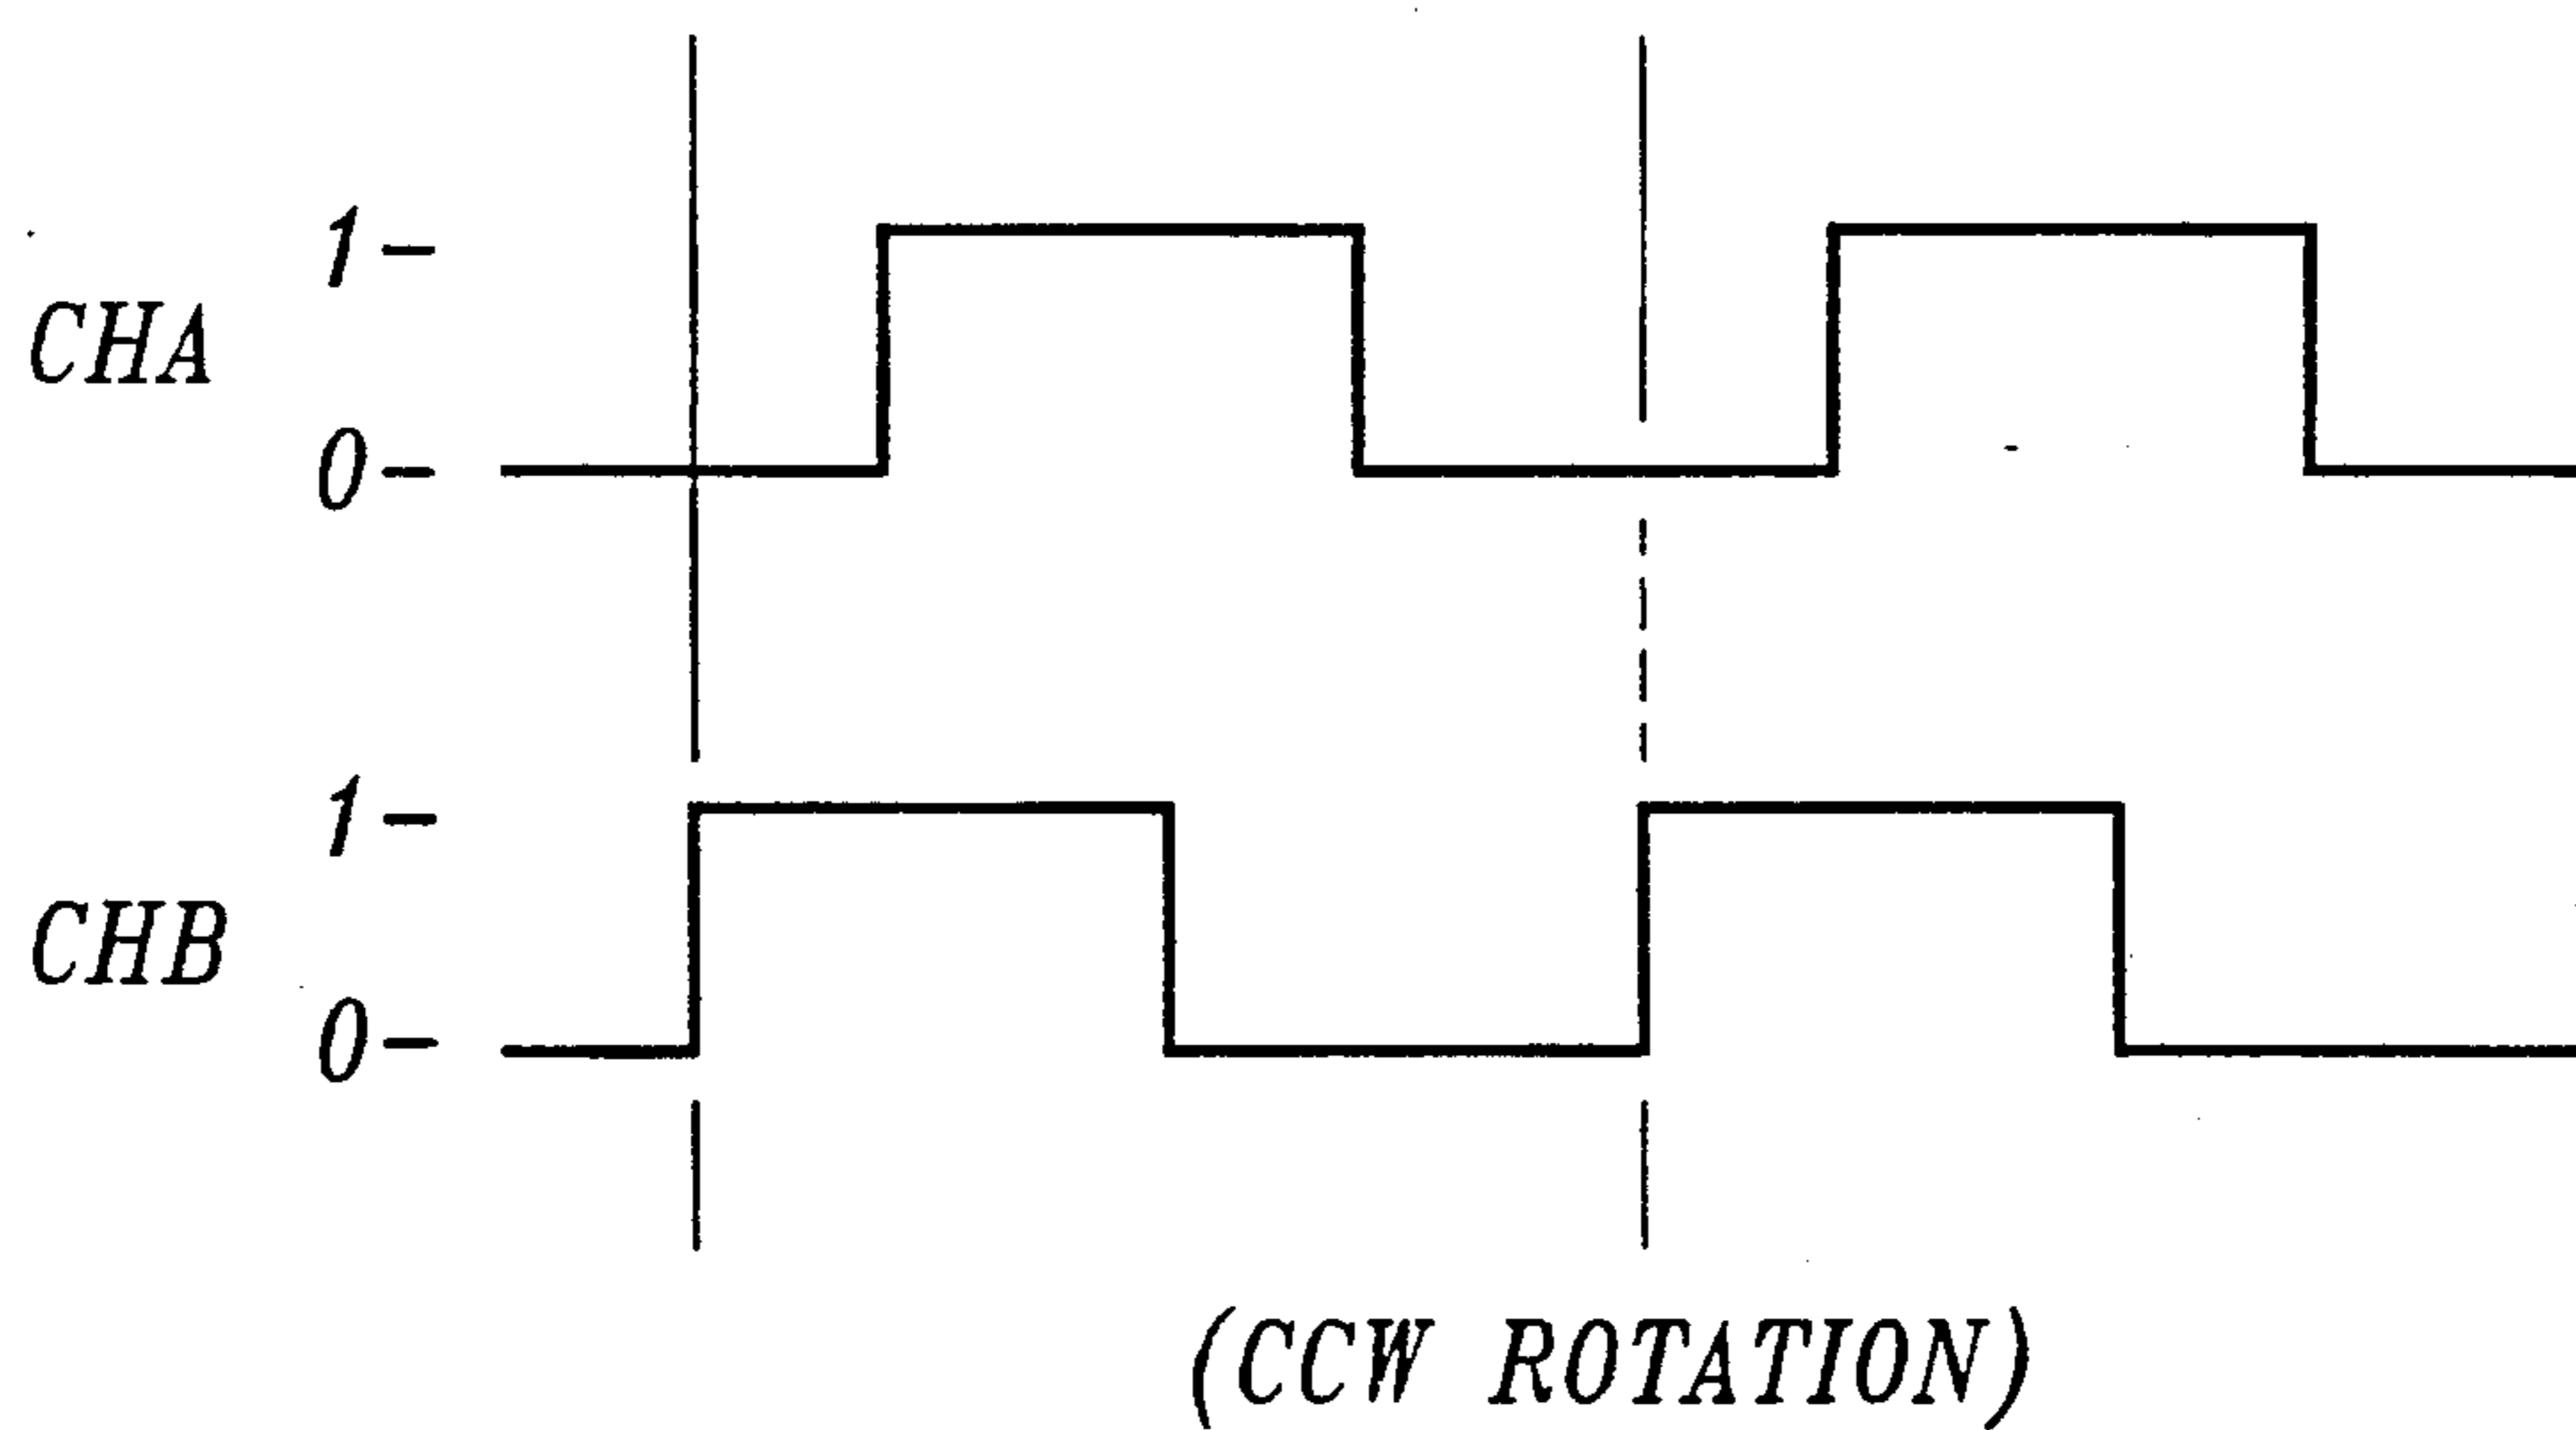 1-
CHA
0-
1-
CHB
0-
(CCW ROTATION)